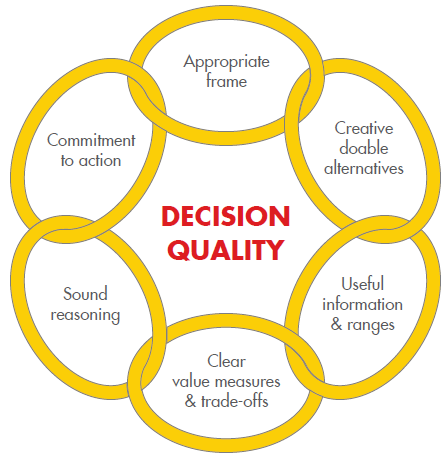 Appropriate
frame
Creative
doable
alternatives
Useful
information
& ranges
Clear
value measures
& trade-offs
Sound
reasoning
Commitment
to action
DECISION
QUALITY